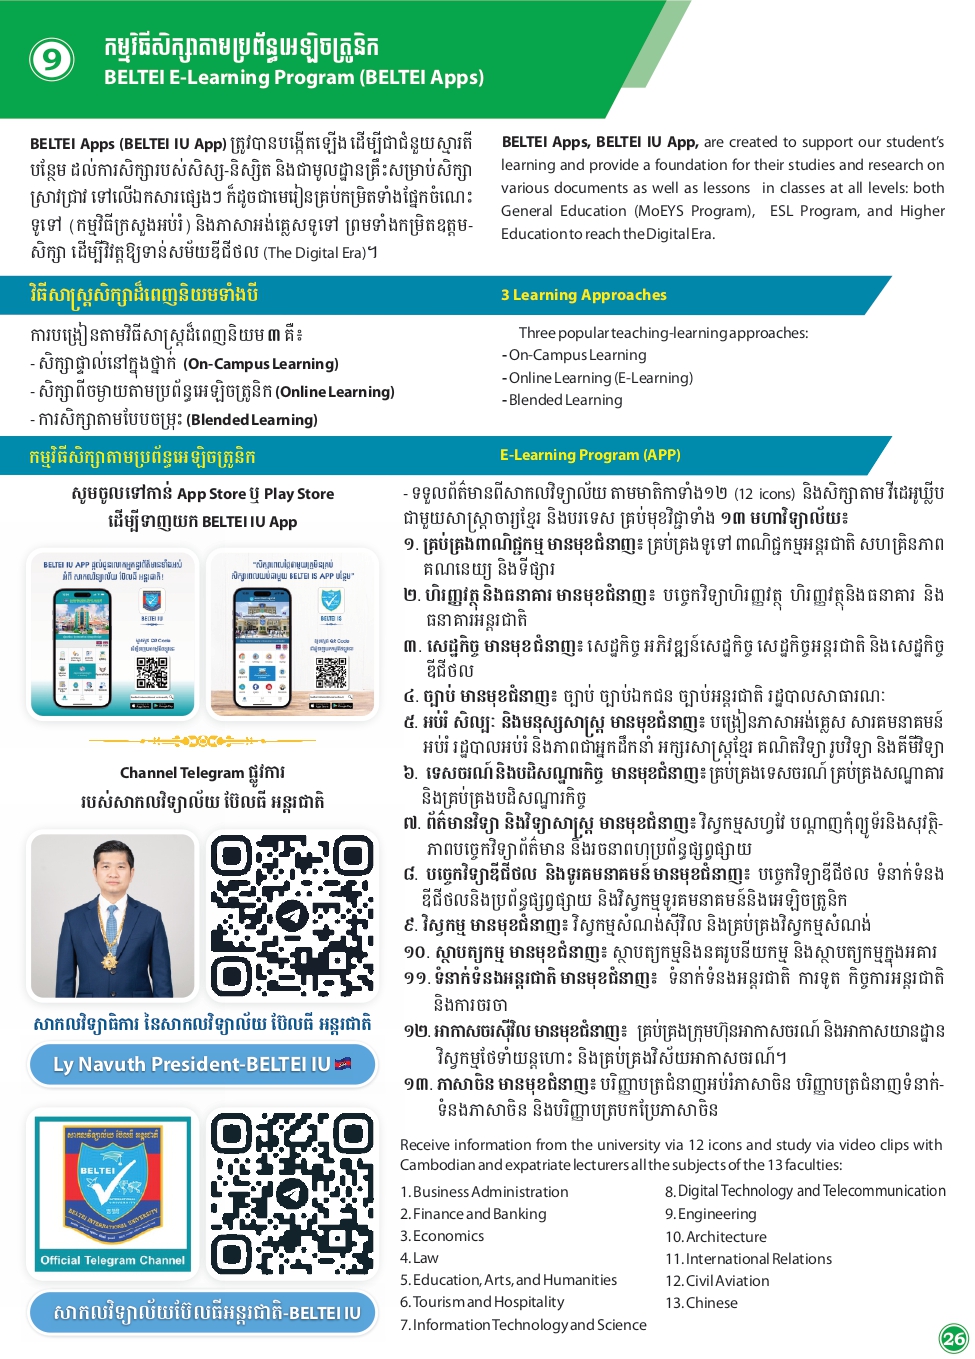 9
កម្មវិធីសិក្សាតាមប្រព័ន្ធអេឡិចត្រូនិក
BELTEI E-Learning Program (BELTEI Apps)
BELTEI Apps (BELTEI IU App) ត្រូវបានបង្កើតឡើង ដើម្បីជាជំនួយស្មារតី
បន្ថែម ដល់ការសិក្សារបស់សិស្ស-និស្សិត និងជាមូលដ្ឋានគ្រឹះសម្រាប់សិក្សា
ស្រាវជ្រាវ ទៅលើឯកសារផ្សេងៗ ក៏ដូចជាមេរៀនគ្រប់កម្រិតទាំងផ្នែកចំណេះ
ទូទៅ (កម្មវិធីក្រសួងអប់រំ) និងភាសាអង់គ្លេសទូទៅ ព្រមទាំងកម្រិតឧត្តម-
សិក្សា ដើម្បីវិវត្តឱ្យទាន់សម័យឌីជីថល (The Digital Era)។
BELTEI Apps, BELTEI IU App, are created to support our student's
learning and provide a foundation for their studies and research on
various documents as well as lessons in classes at all levels: both
General Education (MoEYS Program), ESL Program, and Higher
Education to reach the Digital Era.
វិធីសាស្ត្រសិក្សាដ៏ពេញនិយមទាំងបី
3 Learning Approaches
ការបង្រៀនតាមវិធីសាស្ត្រដ៏ពេញនិយម ៣ គឺ៖
- សិក្សាផ្ទាល់នៅក្នុងថ្នាក់ (On-Campus Learning)
- សិក្សាពីចម្ងាយតាមប្រព័ន្ធអេឡិចត្រូនិក (Online Learning)
- ការសិក្សាតាមបែបចម្រុះ (Blended Learning)
Three popular teaching-learning approaches:
- On-Campus Learning
- Online Learning (E-Learning)
- Blended Learning
កម្មវិធីសិក្សាតាមប្រព័ន្ធអេឡិចត្រូនិក
E-Learning Program (APP)
សូមចូលទៅកាន់ App Store ឬ Play Store
ដើម្បីទាញយក BELTEI IU App
Channel Telegram ផ្លូវការ
របស់សាកលវិទ្យាល័យ ប៊ែលធី អន្តរជាតិ
សាកលវិទ្យាធិការ នៃសាកលវិទ្យាល័យ ប៊ែលធី អន្តរជាតិ
Ly Navuth President-BELTEI IU
សាកលវិទ្យាល័យ ប៊ែលធី អន្តរជាតិ
BELTEI
BELTEI INTERNATIONAL UNIVERSITY
Official Telegram Channel
សាកលវិទ្យាល័យប៊ែលធីអន្តរជាតិ-BELTEI IU
- ទទួលព័ត៌មានពីសាកលវិទ្យាល័យ តាមមាតិកាទាំង១២ (12 icons) និងសិក្សាតាម វីដេអូឃ្លីប
ជាមួយសាស្ត្រាចារ្យខ្មែរ និងបរទេស គ្រប់មុខវិជ្ជាទាំង ១៣ មហាវិទ្យាល័យ៖
១. គ្រប់គ្រងពាណិជ្ជកម្ម មានមុខជំនាញ៖ គ្រប់គ្រងទូទៅ ពាណិជ្ជកម្មអន្តរជាតិ សហគ្រិនភាព
គណនេយ្យ និងទីផ្សារ
២. ហិរញ្ញវត្ថុ និងធនាគារ មានមុខជំនាញ៖ បច្ចេកវិទ្យាហិរញ្ញវត្ថុ ហិរញ្ញវត្ថុនិងធនាគារ និង
ធនាគារអន្តរជាតិ
៣. សេដ្ឋកិច្ច មានមុខជំនាញ៖ សេដ្ឋកិច្ច អភិវឌ្ឍន៍សេដ្ឋកិច្ច សេដ្ឋកិច្ចអន្តរជាតិ និងសេដ្ឋកិច្ច
ឌីជីថល
៤. ច្បាប់ មានមុខជំនាញ៖ ច្បាប់ ច្បាប់ឯកជន ច្បាប់អន្តរជាតិ រដ្ឋបាលសាធារណៈ
៥. អប់រំ សិល្បៈ និងមនុស្សសាស្ត្រ មានមុខជំនាញ៖ បង្រៀនភាសាអង់គ្លេស សារគមនាគមន៍
អប់រំ រដ្ឋបាលអប់រំ និងភាពជាអ្នកដឹកនាំ អក្សរសាស្ត្រខ្មែរ គណិតវិទ្យា រូបវិទ្យា និងគីមីវិទ្យា
៦. ទេសចរណ៍ និងបដិសណ្ឋារកិច្ច មានមុខជំនាញ៖ គ្រប់គ្រងទេសចរណ៍ គ្រប់គ្រងសណ្ឋាគារ
និងគ្រប់គ្រងបដិសណ្ឋារកិច្ច
៧. ព័ត៌មានវិទ្យា និងវិទ្យាសាស្ត្រ មានមុខជំនាញ៖ វិស្វកម្មសហ្វវែ បណ្តាញកុំព្យូទ័រនិងសុវត្ថិ-
ភាពបច្ចេកវិទ្យាព័ត៌មាន និងរចនាពហុប្រព័ន្ធផ្សព្វផ្សាយ
៨. បច្ចេកវិទ្យាឌីជីថល និងទូរគមនាគមន៍ មានមុខជំនាញ៖ បច្ចេកវិទ្យាឌីជីថល ទំនាក់ទំនង
ឌីជីថលនិងប្រព័ន្ធផ្សព្វផ្សាយ និងវិស្វកម្មទូរគមនាគមន៍និងអេឡិចត្រូនិក
៩. វិស្វកម្ម មានមុខជំនាញ៖ វិស្វកម្មសំណង់ស៊ីវិល និងគ្រប់គ្រងវិស្វកម្មសំណង់
១០. ស្ថាបត្យកម្ម មានមុខជំនាញ៖ ស្ថាបត្យកម្មនិងនគរូបនីយកម្ម និងស្ថាបត្យកម្មក្នុងអគារ
១១. ទំនាក់ទំនងអន្តរជាតិ មានមុខជំនាញ៖ ទំនាក់ទំនងអន្តរជាតិ ការទូត កិច្ចការអន្តរជាតិ
និងការចរចា
១២. អាកាសចរស៊ីវិល មានមុខជំនាញ៖ គ្រប់គ្រងក្រុមហ៊ុនអាកាសចរណ៍ និងអាកាសយានដ្ឋាន
វិស្វកម្មថែទាំយន្តហោះ និងគ្រប់គ្រងវិស័យអាកាសចរណ៍។
១៣. ភាសាចិន មានមុខជំនាញ៖ បរិញ្ញាបត្រជំនាញអប់រំភាសាចិន បរិញ្ញាបត្រជំនាញទំនាក់-
ទំនងភាសាចិន និងបរិញ្ញាបត្របកប្រែភាសាចិន
Receive information from the university via 12 icons and study via video clips with
Cambodian and expatriate lecturers all the subjects of the 13 faculties:
1. Business Administration
2. Finance and Banking
3. Economics
4. Law
5. Education, Arts, and Humanities
6. Tourism and Hospitality
7. Information Technology and Science
8. Digital Technology and Telecommunication
9. Engineering
10. Architecture
11. International Relations
12. Civil Aviation
13. Chinese
26